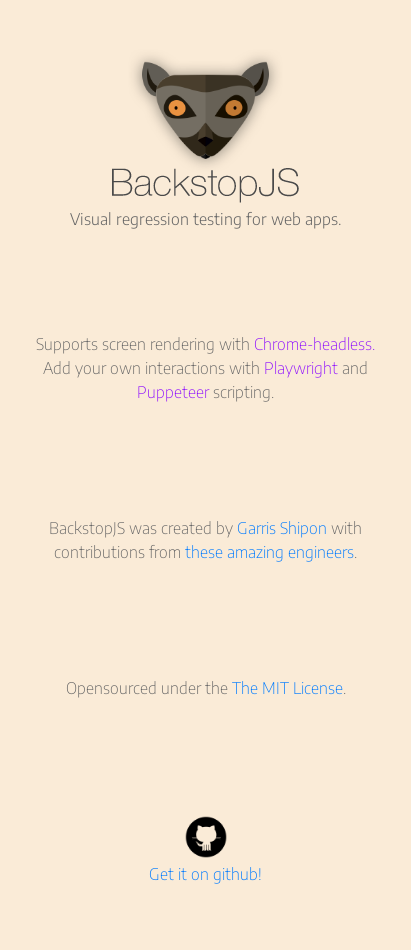 BackstopJS
Visual regression testing for web apps.
Supports screen rendering with Chrome-headless.
Add your own interactions with Playwright and
Puppeteer scripting.
BackstopJS was created by Garris Shipon with
contributions from these amazing engineers.
Opensourced under the The MIT License.
Get it on github!